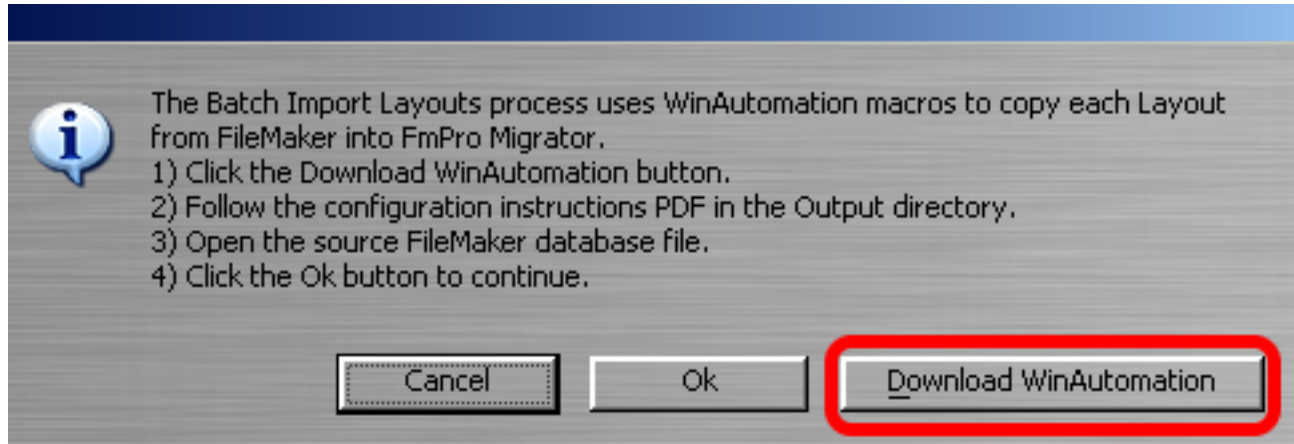 The Batch Import Layouts process uses WinAutomation macros to copy each Layout
from FileMaker into FmPro Migrator.
1) Click the Download WinAutomation button.
2) Follow the configuration instructions PDF in the Output directory.
3) Open the source FileMaker database file.
4) Click the Ok button to continue.
Cancel Ok Download WinAutomation